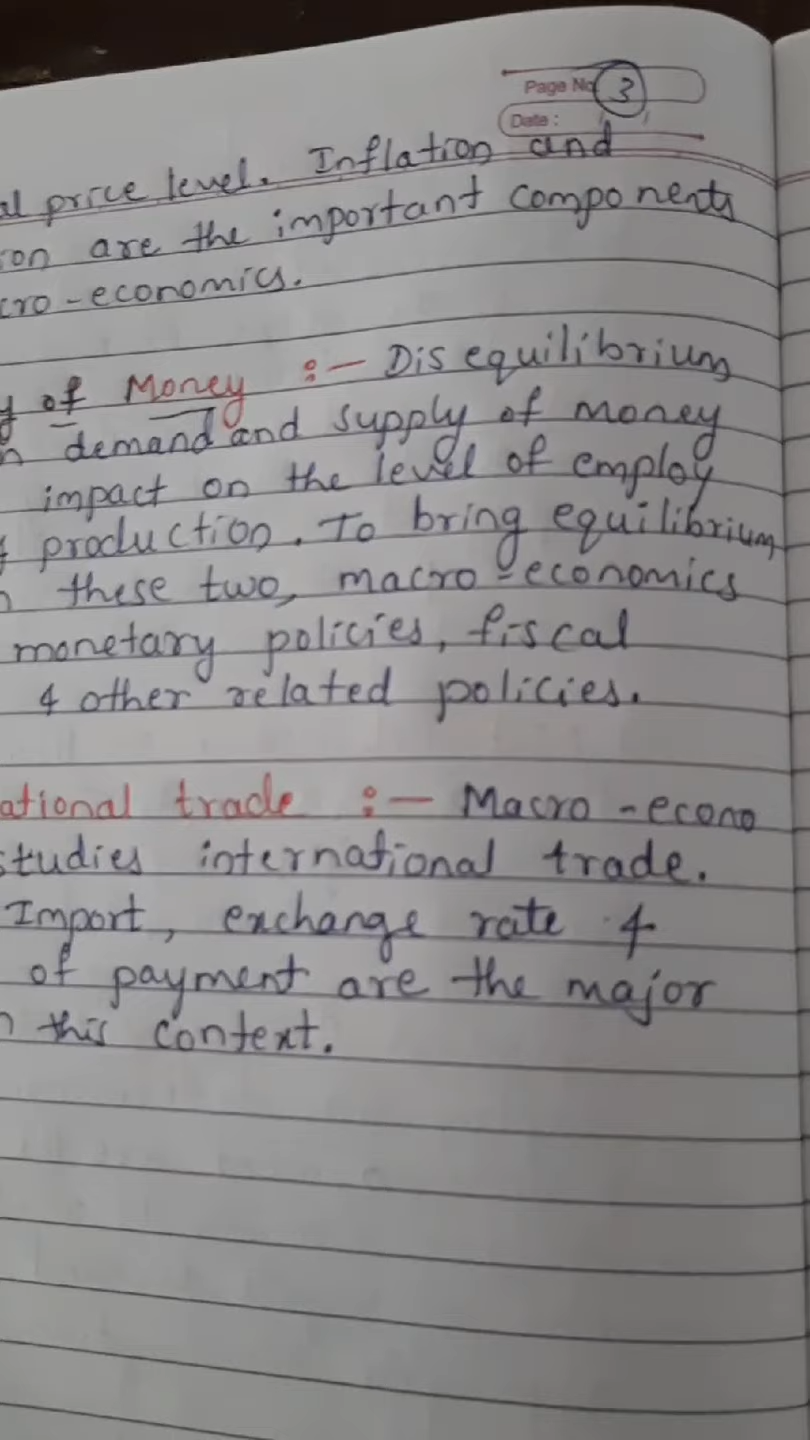 Page No 3
Date :
al price level. Inflation and
ion are the important components
cro-economics.
y of Money :- Disequilibrium
n demand and supply of money
impact on the level of employ
f production. To bring equilibrium
n these two, macro-economics
monetary policies, fiscal
& other related policies.
ational trade :- Macro-econo
studies international trade.
Import, exchange rate &
of payment are the major
n this context.